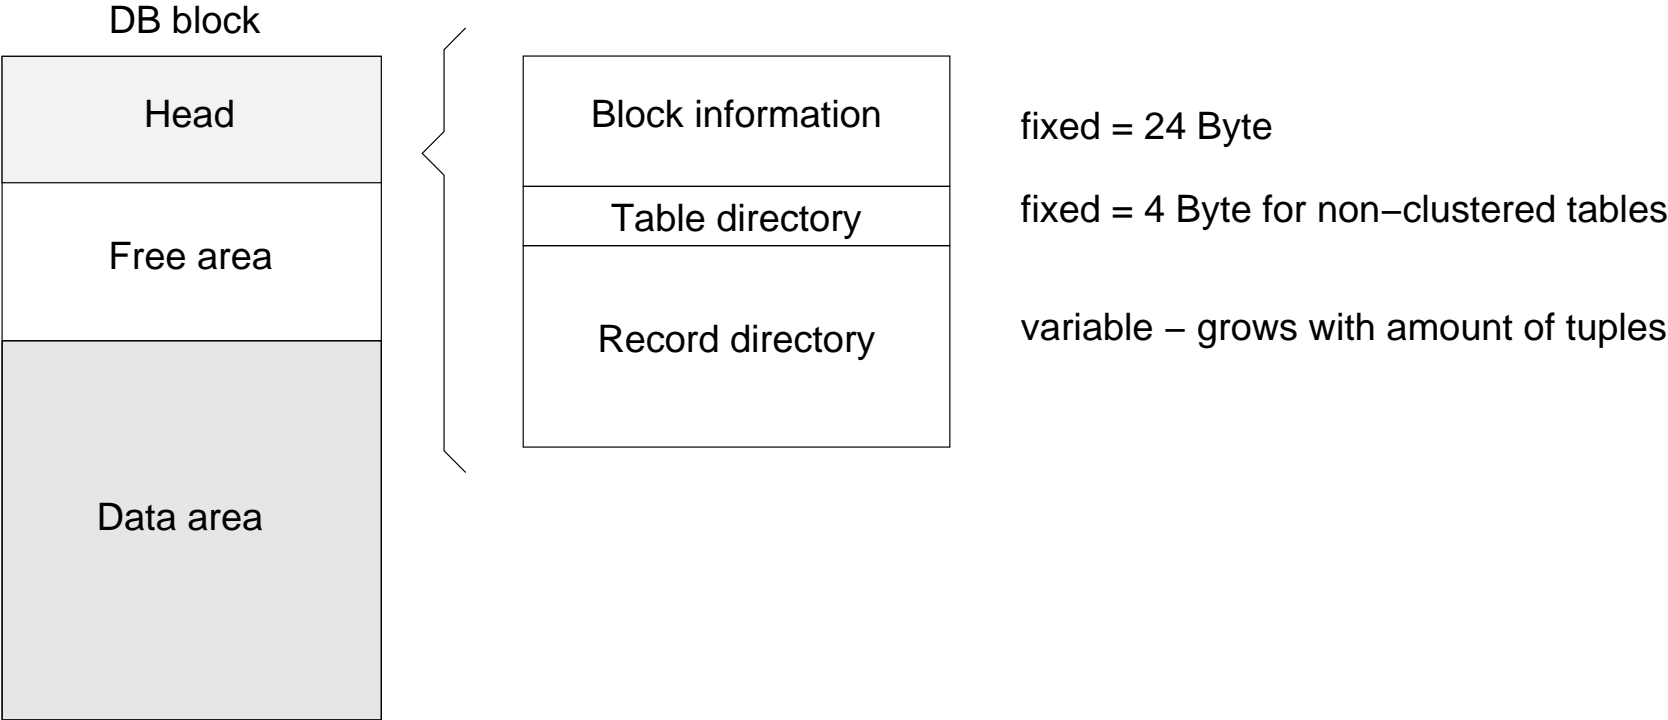 DB block
Head
Free area
Data area
Block information
fixed = 24 Byte
Table directory
fixed = 4 Byte for non−clustered tables
Record directory
variable − grows with amount of tuples